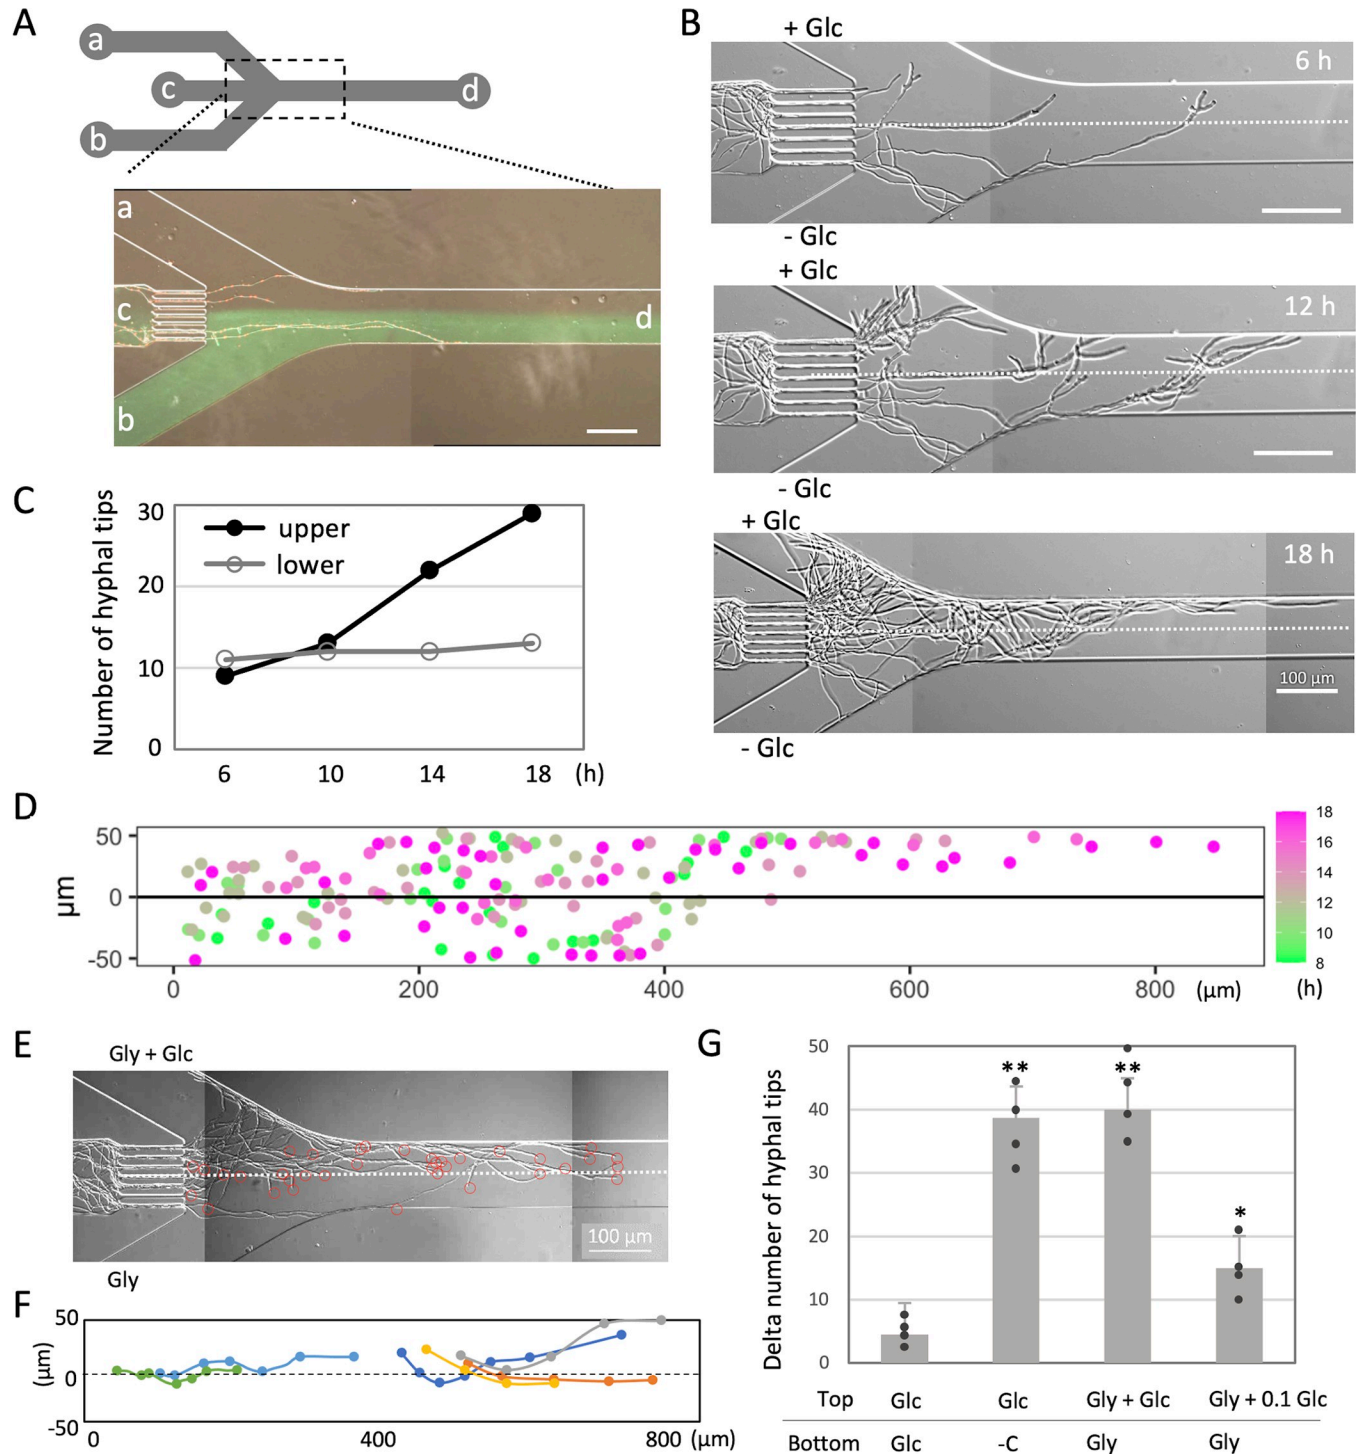 A
a
c
d
b
a
c
d
b
B
+ Glc
6 h
- Glc
+ Glc
12 h
- Glc
+ Glc
18 h
100 µm
- Glc
C
Number of hyphal tips
30
20
10
0
upper
lower
6 10 14 18 (h)
D
µm
50
0
-50
0 200 400 600 800 (µm)
18
16
14
12
10
8
(h)
E
Gly + Glc
100 µm
Gly
F
(µm)
50
0
-50
0 400 800 (µm)
G
Delta number of hyphal tips
50
40
30
20
10
0
** ** *
Top Glc Glc Gly + Glc Gly + 0.1 Glc
Bottom Glc -C Gly Gly